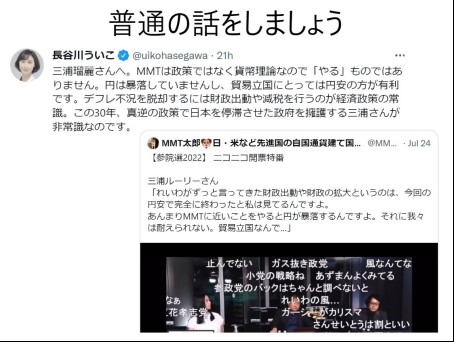 普通の話をしましょう
長谷川ういこ @uikohasegawa · 21h
三浦瑠麗さんへ。MMTは政策ではなく貨幣理論なので「やる」ものではあ
りません。円は暴落していませんし、貿易立国にとっては円安の方が有利
です。デフレ不況を脱却するには財政出動や減税を行うのが経済政策の常
識。この30年、真逆の政策で日本を停滞させた政府を擁護する三浦さんが
非常識なのです。
MMT太郎 日・米など先進国の自国通貨建て国... @MM... · Jul 24
【参院選2022】 ニコニコ開票特番
三浦ルーリーさん
「れいわがずっと言ってきた財政出動や財政の拡大というのは、今回の
円安で完全に終わったと私は見てるんですよ。
あんまりMMTに近いことをやると円が暴落するんですよ。それに我々
は耐えられない。貿易立国なんで...」
止んでない ガス抜き政党 風なんてな
小党の戦略ね あずまんよくみてる
参政党のバックはちゃんと調べないと
なぁ れいわの風...
ガーシーがカリスマ
さんせいとうは割といい